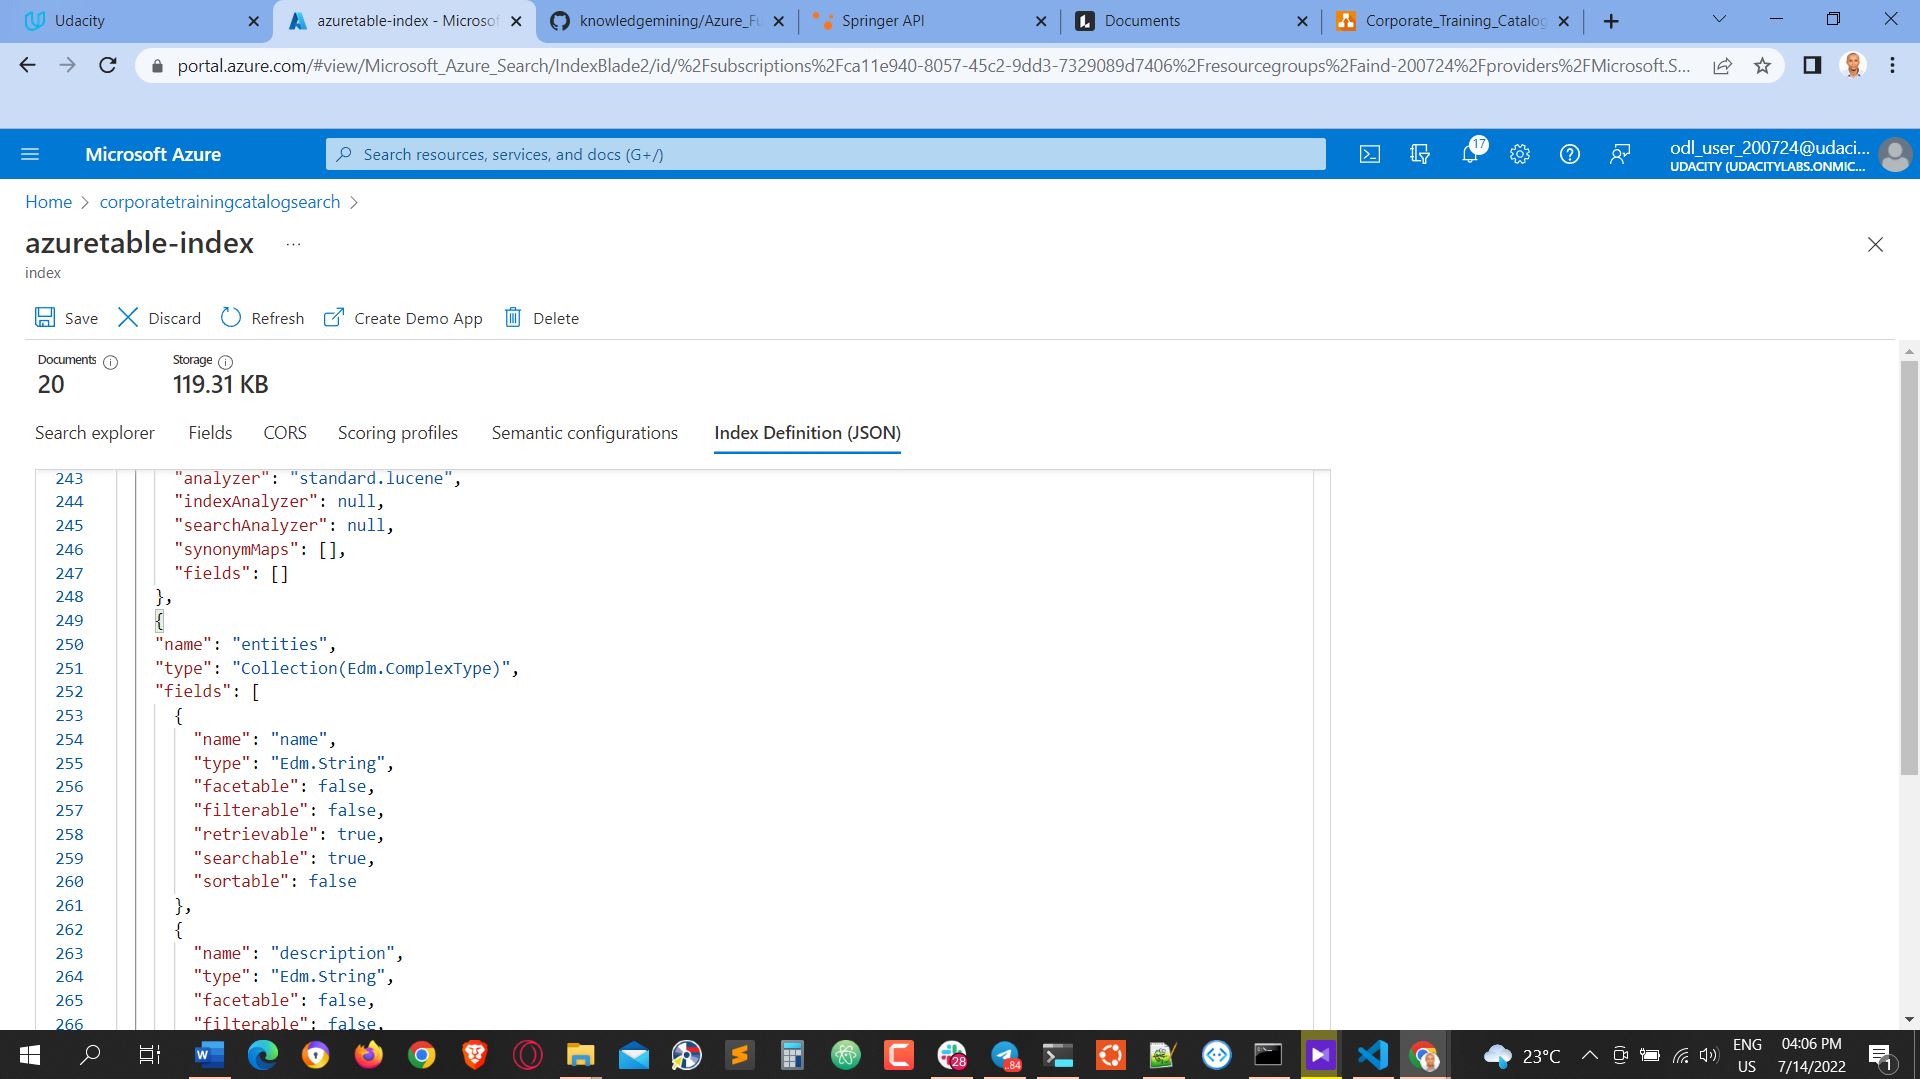 Udacity
azuretable-index - Microsof
knowledgemining/Azure_Fu
Springer API
Documents
Corporate_Training_Catalog
portal.azure.com/#view/Microsoft_Azure_Search/IndexBlade2/id/%2Fsubscriptions%2Fca11e940-8057-45c2-9dd3-7329089d7406%2Fresourcegroups%2Faind-200724%2Fproviders%2FMicrosoft.S...
Microsoft Azure
Search resources, services, and docs (G+/)
17
odl_user_200724@udaci...
UDACITY (UDACITYLABS.ONMIC...
Home > corporatetrainingcatalogsearch >
azuretable-index ...
index
Save
Discard
Refresh
Create Demo App
Delete
Documents
20
Storage
119.31 KB
Search explorer
Fields
CORS
Scoring profiles
Semantic configurations
Index Definition (JSON)
243 "analyzer": "standard.lucene",
244 "indexAnalyzer": null,
245 "searchAnalyzer": null,
246 "synonymMaps": [],
247 "fields": []
248 },
249 {
250 "name": "entities",
251 "type": "Collection(Edm.ComplexType)",
252 "fields": [
253 {
254 "name": "name",
255 "type": "Edm.String",
256 "facetable": false,
257 "filterable": false,
258 "retrievable": true,
259 "searchable": true,
260 "sortable": false
261 },
262 {
263 "name": "description",
264 "type": "Edm.String",
265 "facetable": false,
266 "filterable": false,
28
84
23°C
ENG
US
04:06 PM
7/14/2022
1